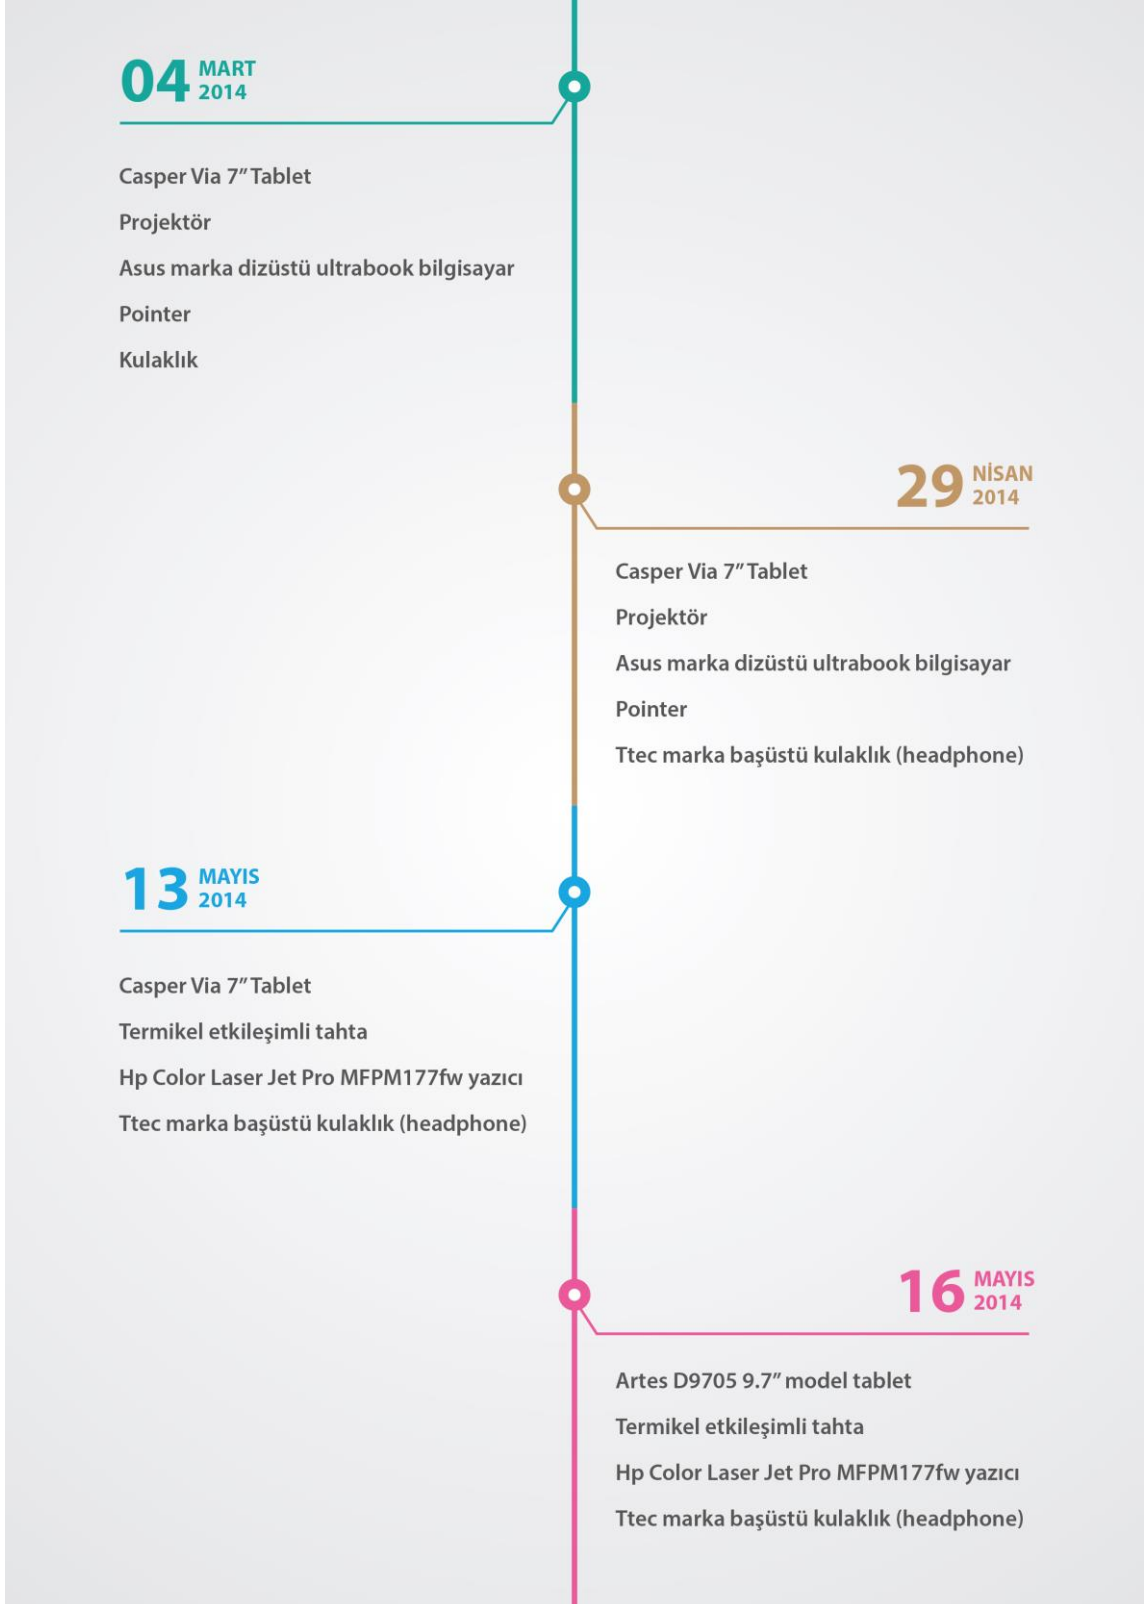 04 MART
2014
Casper Via 7” Tablet
Projektör
Asus marka dizüstü ultrabook bilgisayar
Pointer
Kulaklık
29 NİSAN
2014
Casper Via 7” Tablet
Projektör
Asus marka dizüstü ultrabook bilgisayar
Pointer
Ttec marka başüstü kulaklık (headphone)
13 MAYIS
2014
Casper Via 7” Tablet
Termikel etkileşimli tahta
Hp Color Laser Jet Pro MFPM177fw yazıcı
Ttec marka başüstü kulaklık (headphone)
16 MAYIS
2014
Artes D9705 9.7” model tablet
Termikel etkileşimli tahta
Hp Color Laser Jet Pro MFPM177fw yazıcı
Ttec marka başüstü kulaklık (headphone)